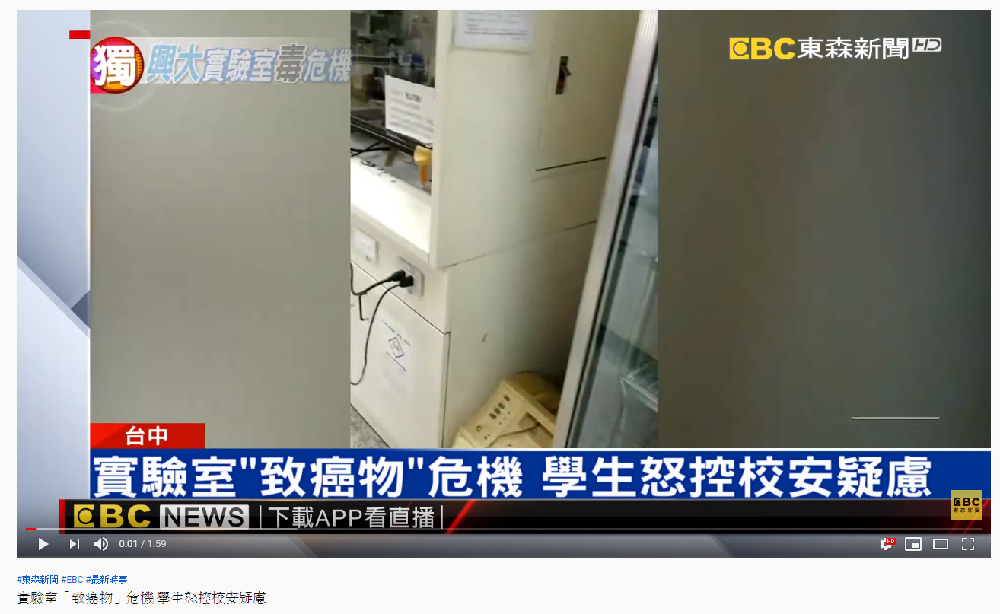 獨 興大實驗室毒危機
EBC東森新聞HD
台中
實驗室"致癌物"危機 學生怒控校安疑慮
EBC NEWS |下載APP看直播|
EBC
東森新聞
HD
0:01 / 1:59
#東森新聞 #EBC #最新時事
實驗室「致癌物」危機 學生怒控校安疑慮